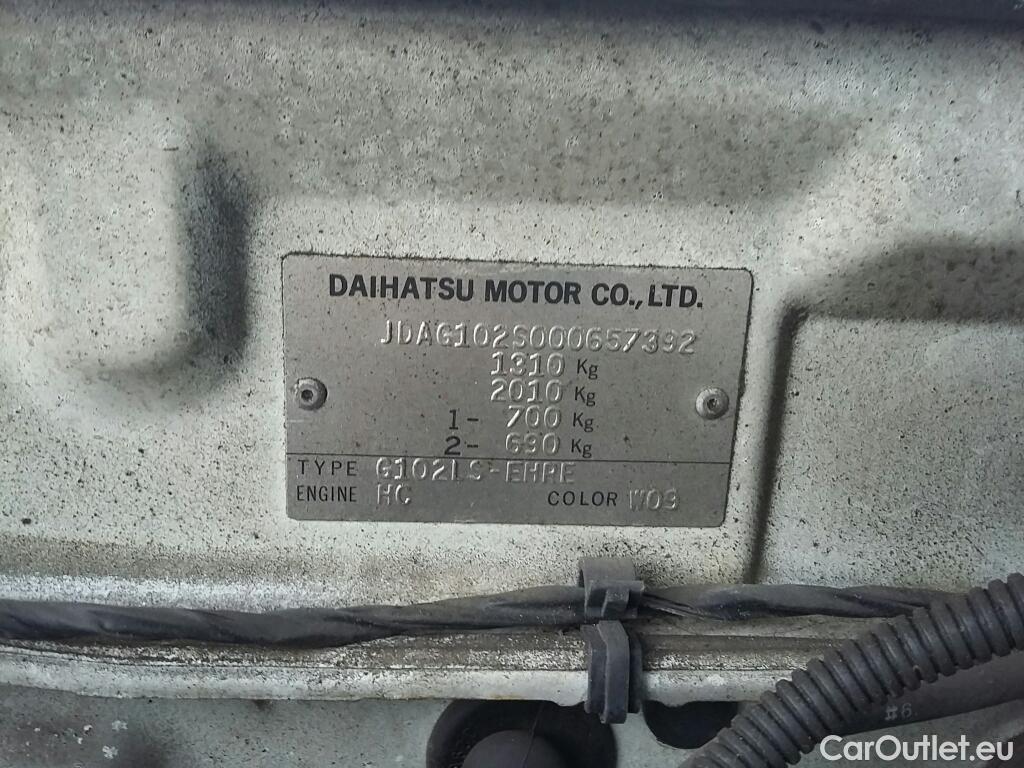 DAIHATSU MOTOR CO., LTD.
JDAG102S000657392
1310 Kg
2010 Kg
1- 700 Kg
2- 690 Kg
TYPE G102LS-EHRE
ENGINE HC COLOR W09
#6
CarOutlet.eu